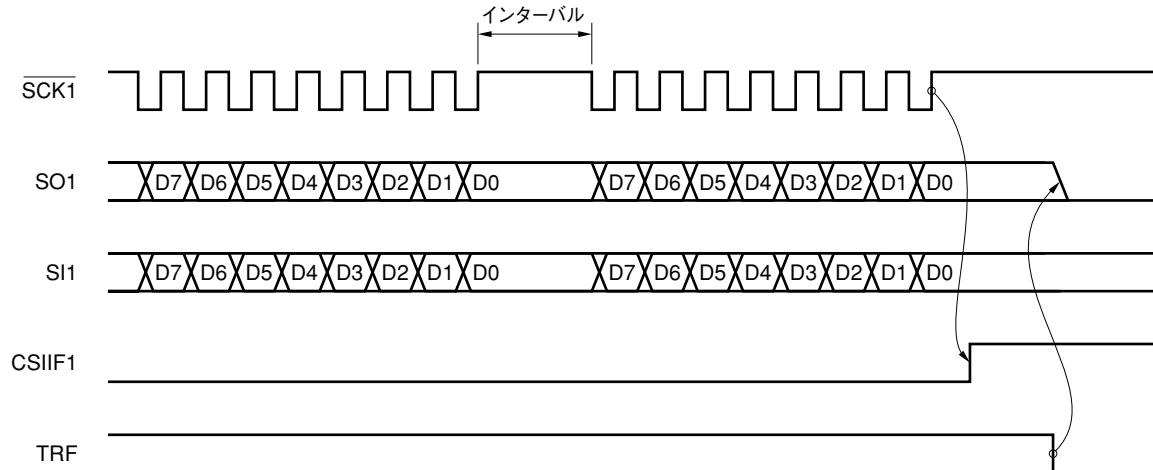 インターバル
SCK1
SO1 D7 D6 D5 D4 D3 D2 D1 D0 D7 D6 D5 D4 D3 D2 D1 D0
SI1 D7 D6 D5 D4 D3 D2 D1 D0 D7 D6 D5 D4 D3 D2 D1 D0
CSIIF1
TRF